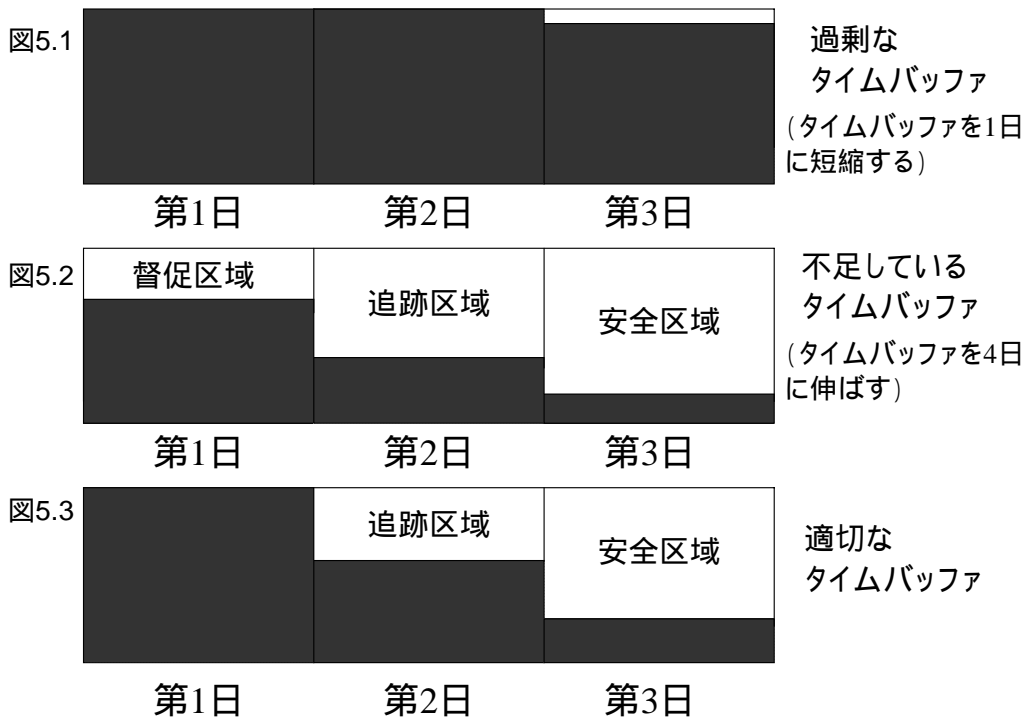 図5.1
過剰な
タイムバッファ
(タイムバッファを1日
に短縮する)
第1日 第2日 第3日
図5.2
督促区域
追跡区域
安全区域
不足している
タイムバッファ
(タイムバッファを4日
に伸ばす)
第1日 第2日 第3日
図5.3
追跡区域
安全区域
適切な
タイムバッファ
第1日 第2日 第3日